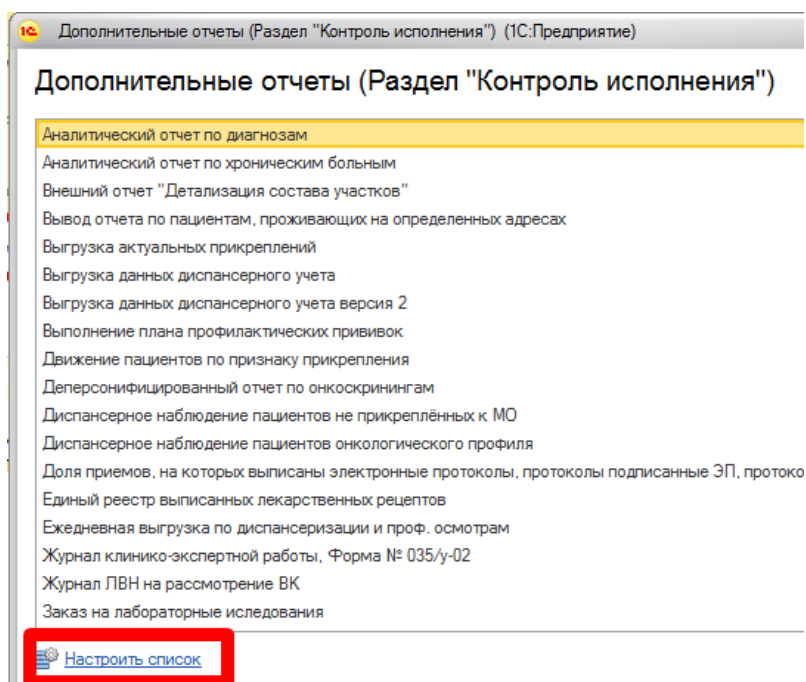 1С Дополнительные отчеты (Раздел "Контроль исполнения") (1С:Предприятие)
Дополнительные отчеты (Раздел "Контроль исполнения")
Аналитический отчет по диагнозам
Аналитический отчет по хроническим больным
Внешний отчет "Детализация состава участков"
Вывод отчета по пациентам, проживающих на определенных адресах
Выгрузка актуальных прикреплений
Выгрузка данных диспансерного учета
Выгрузка данных диспансерного учета версия 2
Выполнение плана профилактических прививок
Движение пациентов по признаку прикрепления
Деперсонифицированный отчет по онкоскринингам
Диспансерное наблюдение пациентов не прикреплённых к МО
Диспансерное наблюдение пациентов онкологического профиля
Доля приемов, на которых выписаны электронные протоколы, протоколы подписанные ЭП, протоко
Единый реестр выписанных лекарственных рецептов
Ежедневная выгрузка по диспансеризации и проф. осмотрам
Журнал клинико-экспертной работы, Форма № 035/у-02
Журнал ЛВН на рассмотрение ВК
Заказ на лабораторные иследования
Настроить список